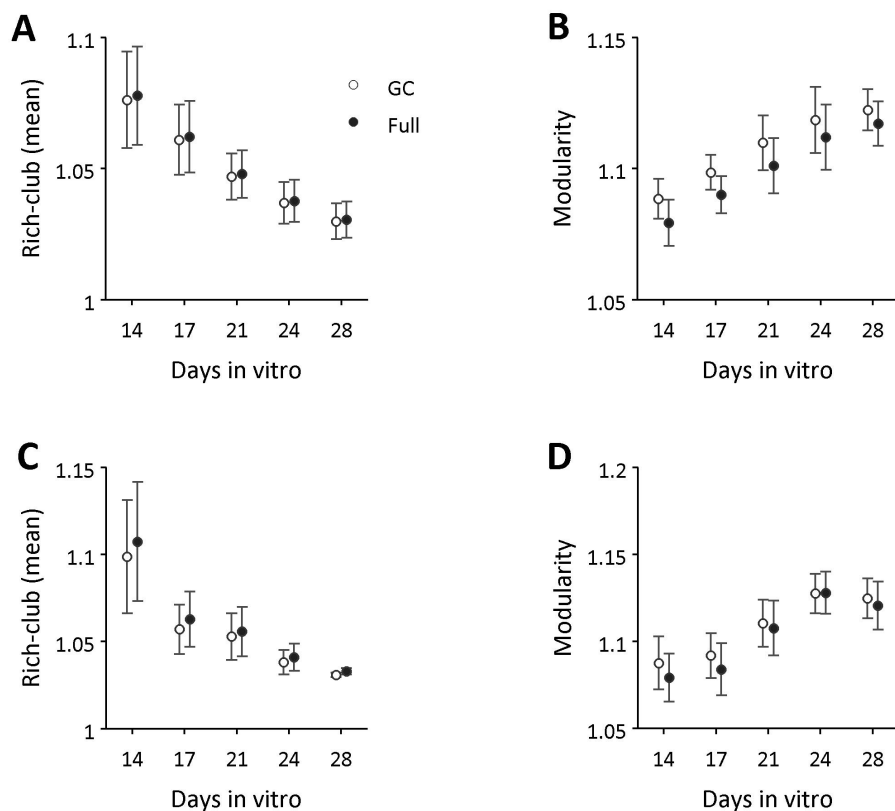 A
Rich-club (mean)
1.1
1.05
1
14 17 21 24 28
Days in vitro
GC
Full
B
Modularity
1.15
1.1
1.05
14 17 21 24 28
Days in vitro
C
Rich-club (mean)
1.15
1.1
1.05
1
14 17 21 24 28
Days in vitro
D
Modularity
1.2
1.15
1.1
1.05
14 17 21 24 28
Days in vitro